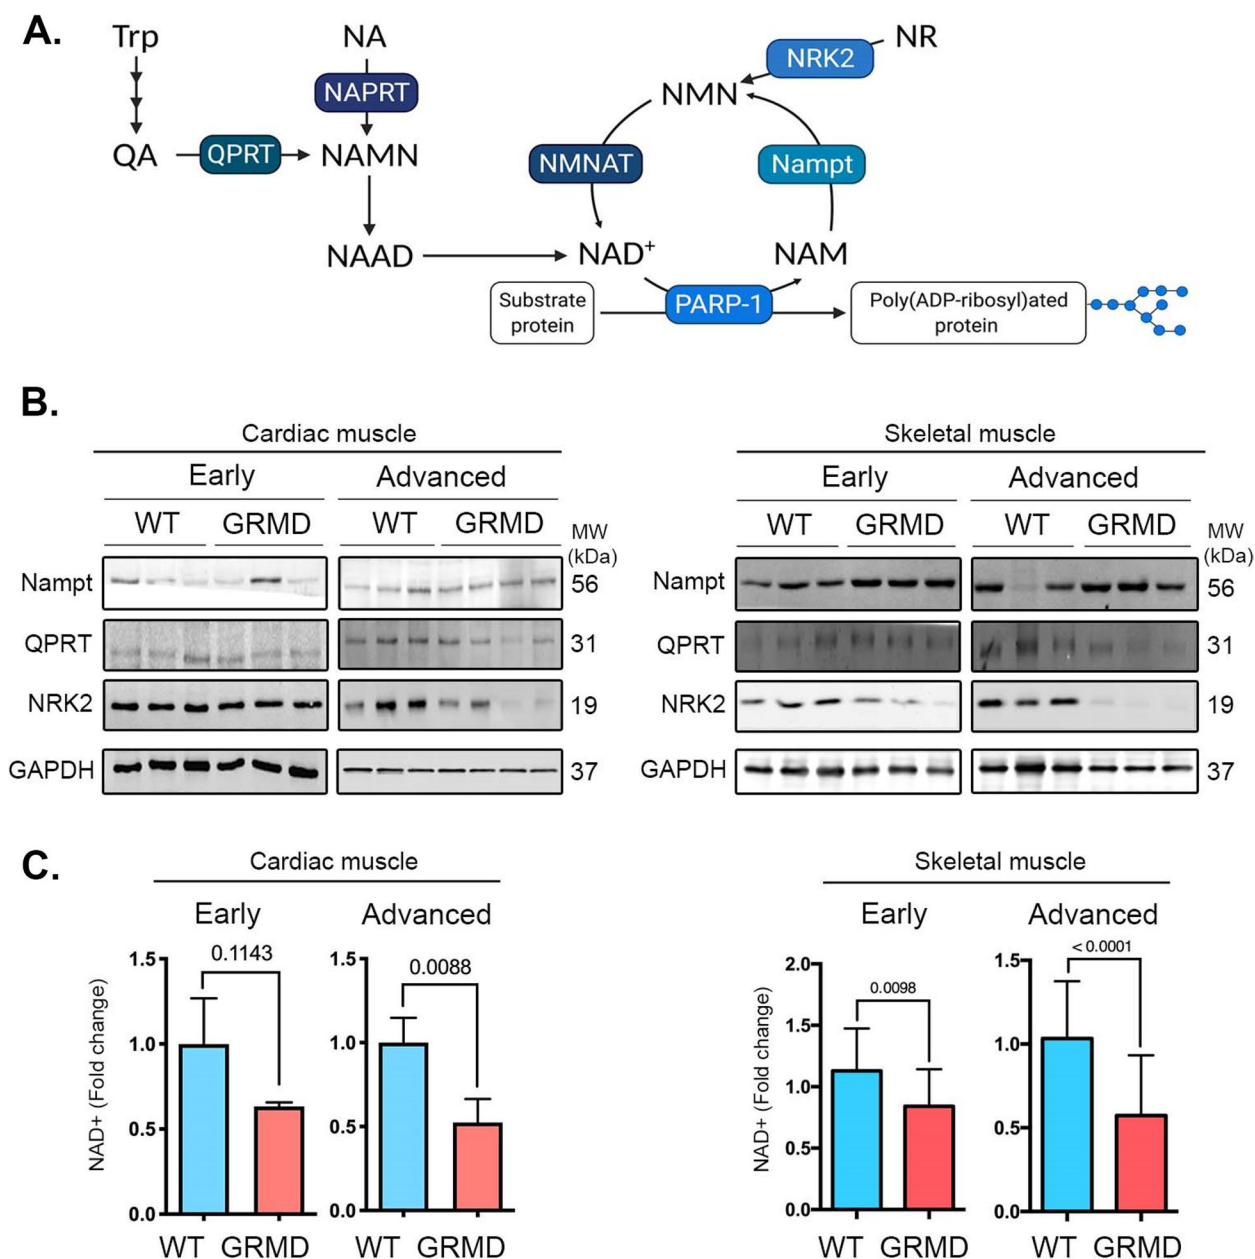 A.
Trp NA NR
NRK2
NAPRT NMN
QA QPRT NAMN NMNAT Nampt
NAAD NAD+ NAM
Substrate
protein
PARP-1
Poly(ADP-ribosyl)ated
protein
B.
Cardiac muscle
Early Advanced
WT GRMD WT GRMD MW
(kDa)
Nampt 56
QPRT 31
NRK2 19
GAPDH 37
Skeletal muscle
Early Advanced
WT GRMD WT GRMD MW
(kDa)
Nampt 56
QPRT 31
NRK2 19
GAPDH 37
C.
Cardiac muscle
Early Advanced
NAD+ (Fold change)
1.5
1.0
0.5
0.0
0.1143
WT GRMD
1.5
1.0
0.5
0.0
0.0088
WT GRMD
Skeletal muscle
Early Advanced
NAD+ (Fold change)
2.0
1.5
1.0
0.5
0.0
0.0098
WT GRMD
1.5
1.0
0.5
0.0
< 0.0001
WT GRMD